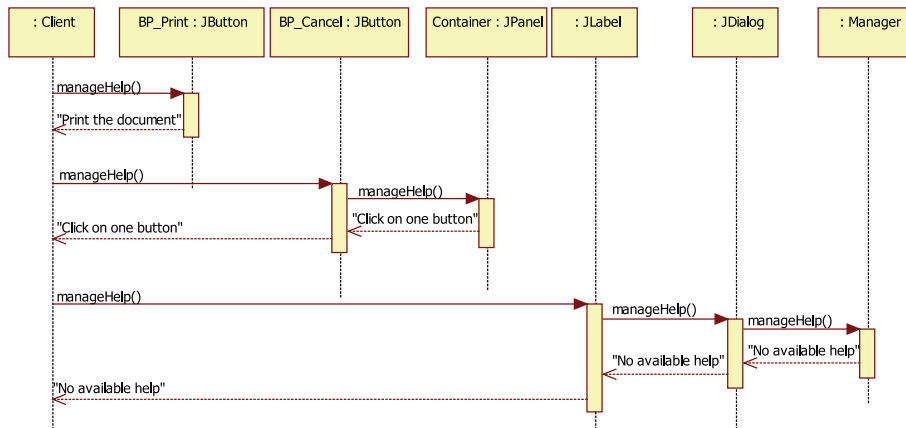 : Client
BP_Print : JButton
BP_Cancel : JButton
Container : JPanel
: JLabel
: JDialog
: Manager
manageHelp()
"Print the document"
manageHelp()
manageHelp()
"Click on one button"
"Click on one button"
manageHelp()
manageHelp()
manageHelp()
"No available help"
"No available help"
"No available help"